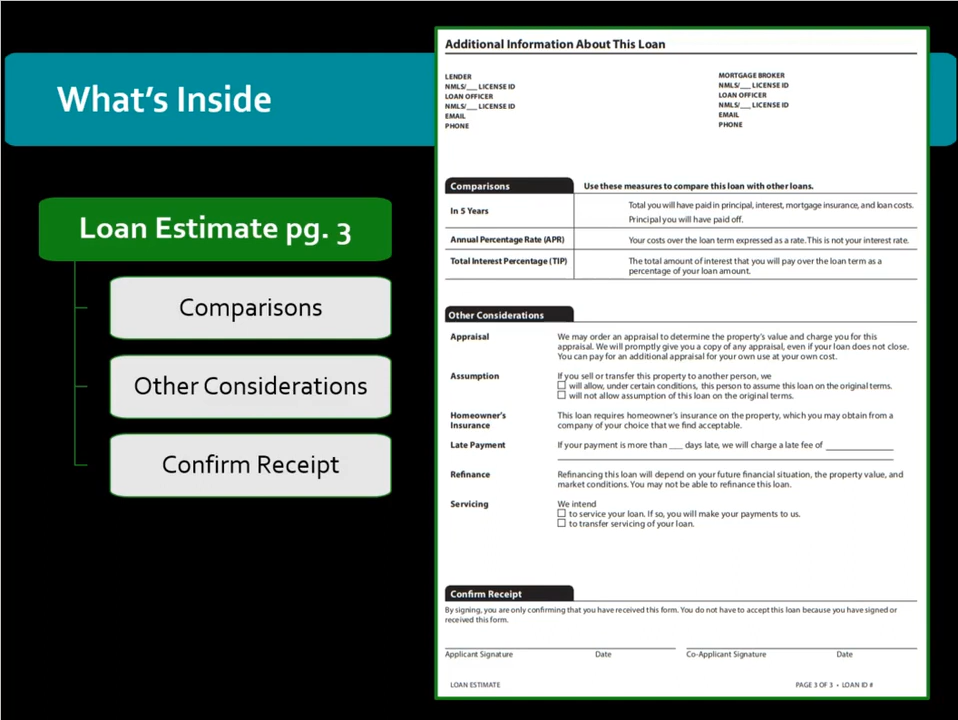 What's Inside
Loan Estimate pg. 3
Comparisons
Other Considerations
Confirm Receipt
Additional Information About This Loan
LENDER
NMLS/___ LICENSE ID
LOAN OFFICER
NMLS/___ LICENSE ID
EMAIL
PHONE
MORTGAGE BROKER
NMLS/___ LICENSE ID
LOAN OFFICER
NMLS/___ LICENSE ID
EMAIL
PHONE
Comparisons
Use these measures to compare this loan with other loans.
In 5 Years
Total you will have paid in principal, interest, mortgage insurance, and loan costs.
Principal you will have paid off.
Annual Percentage Rate (APR)
Your costs over the loan term expressed as a rate. This is not your interest rate.
Total Interest Percentage (TIP)
The total amount of interest that you will pay over the loan term as a
percentage of your loan amount.
Other Considerations
Appraisal
We may order an appraisal to determine the property's value and charge you for this
appraisal. We will promptly give you a copy of any appraisal, even if your loan does not close.
You can pay for an additional appraisal for your own use at your own cost.
Assumption
If you sell or transfer this property to another person, we
will allow, under certain conditions, this person to assume this loan on the original terms.
will not allow assumption of this loan on the original terms.
Homeowner's
Insurance
This loan requires homeowner's insurance on the property, which you may obtain from a
company of your choice that we find acceptable.
Late Payment
If your payment is more than ___ days late, we will charge a late fee of ___
Refinance
Refinancing this loan will depend on your future financial situation, the property value, and
market conditions. You may not be able to refinance this loan.
Servicing
We intend
to service your loan. If so, you will make your payments to us.
to transfer servicing of your loan.
Confirm Receipt
By signing, you are only confirming that you have received this form. You do not have to accept this loan because you have signed or
received this form.
Applicant Signature Date Co-Applicant Signature Date
LOAN ESTIMATE PAGE 3 OF 3 • LOAN ID #